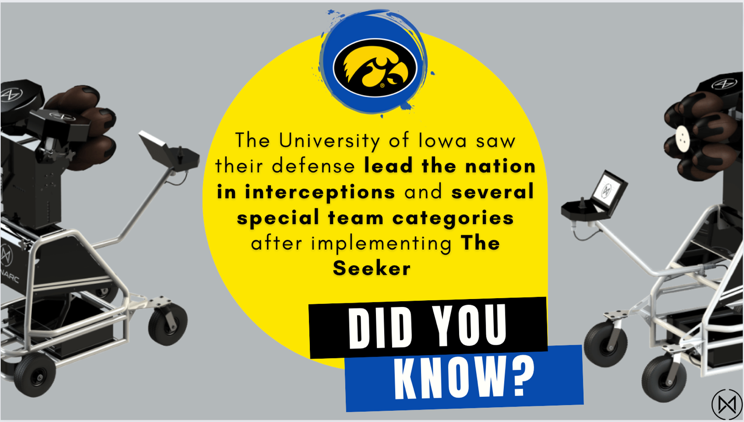 The University of Iowa saw
their defense lead the nation
in interceptions and several
special team categories
after implementing The
Seeker
DID YOU
KNOW?